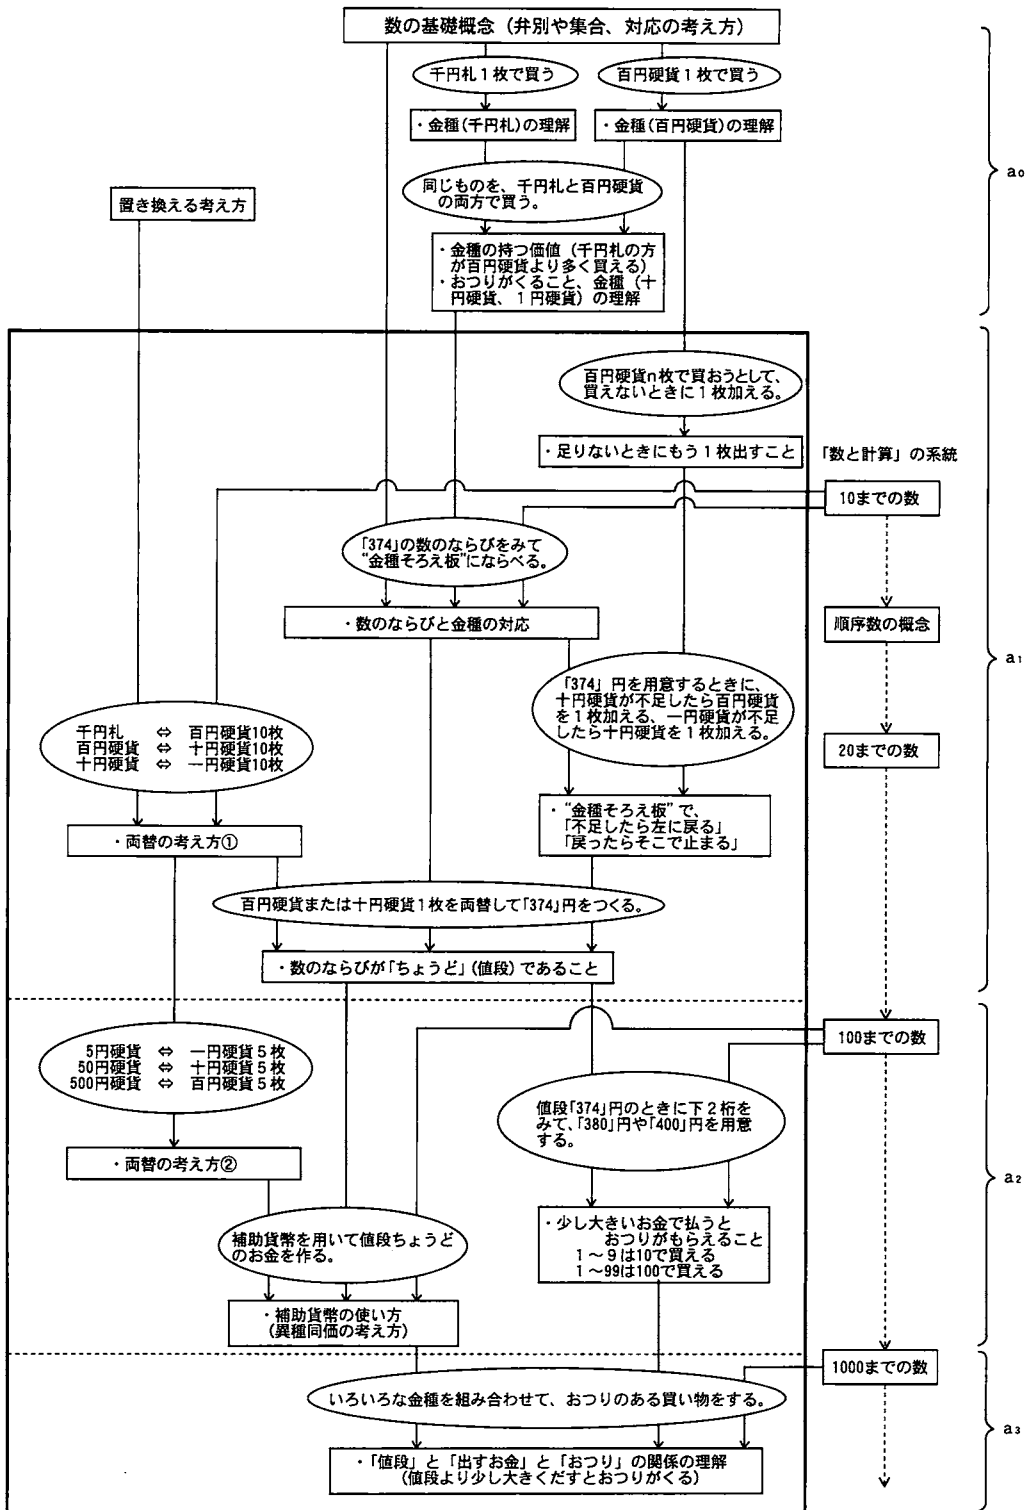 数の基礎概念（弁別や集合、対応の考え方）
千円札１枚で買う
百円硬貨１枚で買う
・金種（千円札）の理解
・金種（百円硬貨）の理解
a₀
同じものを、千円札と百円硬貨
の両方で買う。
置き換える考え方
・金種の持つ価値（千円札の方
が百円硬貨より多く買える）
・おつりがくること、金種（十
円硬貨、１円硬貨）の理解
百円硬貨n枚で買おうとして、
買えないときに１枚加える。
・足りないときにもう１枚出すこと
「数と計算」の系統
10までの数
「374」の数のならびをみて
“金種そろえ板”にならべる。
・数のならびと金種の対応
順序数の概念
a₁
「374」円を用意するときに、
十円硬貨が不足したら百円硬貨
を１枚加える、一円硬貨が不足
したら十円硬貨を１枚加える。
千円札　⇔　百円硬貨10枚
百円硬貨　⇔　十円硬貨10枚
十円硬貨　⇔　一円硬貨10枚
20までの数
・“金種そろえ板”で、
「不足したら左に戻る」
「戻ったらそこで止まる」
・両替の考え方①
百円硬貨または十円硬貨１枚を両替して「374」円をつくる。
・数のならびが「ちょうど」（値段）であること
100までの数
5円硬貨　⇔　一円硬貨５枚
50円硬貨　⇔　十円硬貨５枚
500円硬貨　⇔　百円硬貨５枚
値段「374」円のときに下２桁を
みて、「380」円や「400」円を用意
する。
・両替の考え方②
a₂
・少し大きいお金で払うと
おつりがもらえること
１～９は10で買える
１～99は100で買える
補助貨幣を用いて値段ちょうど
のお金を作る。
・補助貨幣の使い方
（異種同価の考え方）
1000までの数
いろいろな金種を組み合わせて、おつりのある買い物をする。
a₃
・「値段」と「出すお金」と「おつり」の関係の理解
（値段より少し大きくだすとおつりがくる）